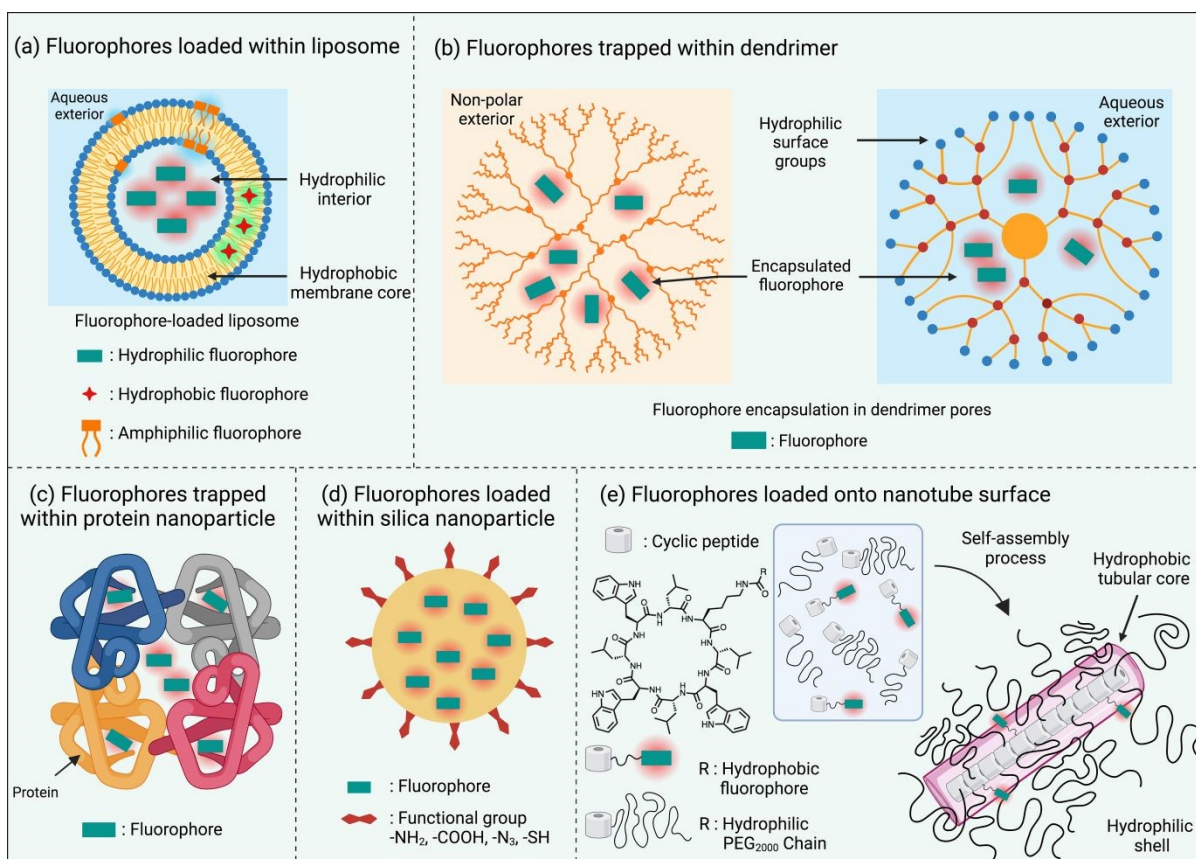 (a) Fluorophores loaded within liposome
Aqueous
exterior
Hydrophilic
interior
Hydrophobic
membrane core
Fluorophore-loaded liposome
: Hydrophilic fluorophore
: Hydrophobic fluorophore
: Amphiphilic fluorophore
(b) Fluorophores trapped within dendrimer
Non-polar
exterior
Hydrophilic
surface
groups
Aqueous
exterior
Encapsulated
fluorophore
Fluorophore encapsulation in dendrimer pores
: Fluorophore
(c) Fluorophores trapped
within protein nanoparticle
Protein
: Fluorophore
(d) Fluorophores loaded
within silica nanoparticle
: Fluorophore
: Functional group
-NH₂, -COOH, -N₃, -SH
(e) Fluorophores loaded onto nanotube surface
: Cyclic peptide
Self-assembly
process
Hydrophobic
tubular core
R : Hydrophobic
fluorophore
R : Hydrophilic
PEG₂₀₀₀ Chain
Hydrophilic
shell